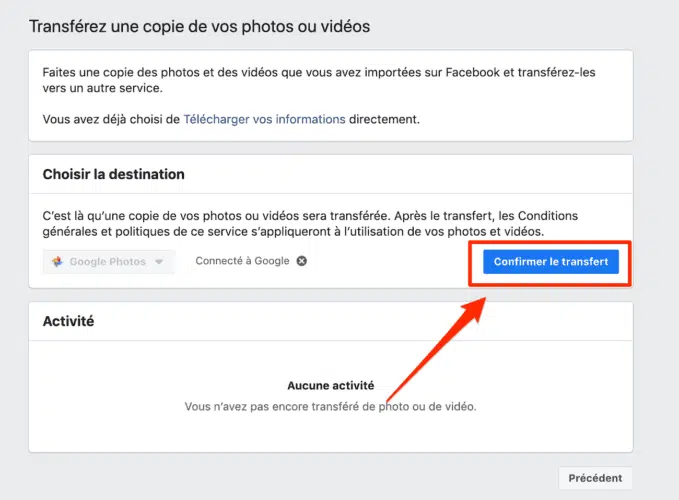 Transférez une copie de vos photos ou vidéos
Faites une copie des photos et des vidéos que vous avez importées sur Facebook et transférez-les
vers un autre service.
Vous avez déjà choisi de Télécharger vos informations directement.
Choisir la destination
C'est là qu'une copie de vos photos ou vidéos sera transférée. Après le transfert, les Conditions
générales et politiques de ce service s'appliqueront à l'utilisation de vos photos et vidéos.
Google Photos Connecté à Google Confirmer le transfert
Activité
Aucune activité
Vous n'avez pas encore transféré de photo ou de vidéo.
Précédent